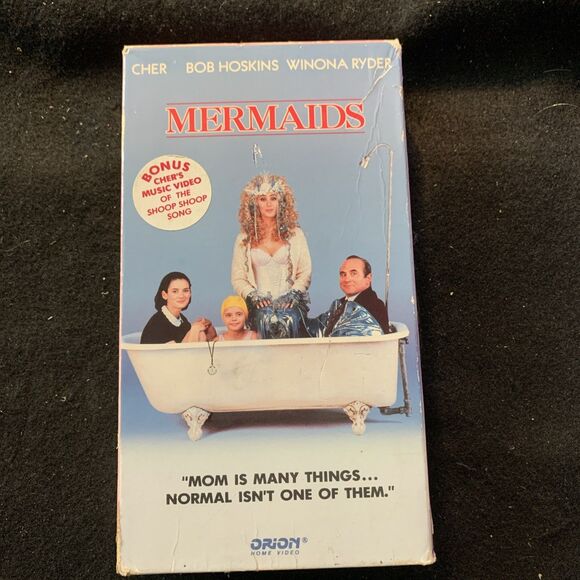 CHER BOB HOSKINS WINONA RYDER
MERMAIDS
BONUS
CHER'S
MUSIC VIDEO
OF THE
SHOOP SHOOP
SONG
"MOM IS MANY THINGS...
NORMAL ISN'T ONE OF THEM."
ORION®
HOME VIDEO